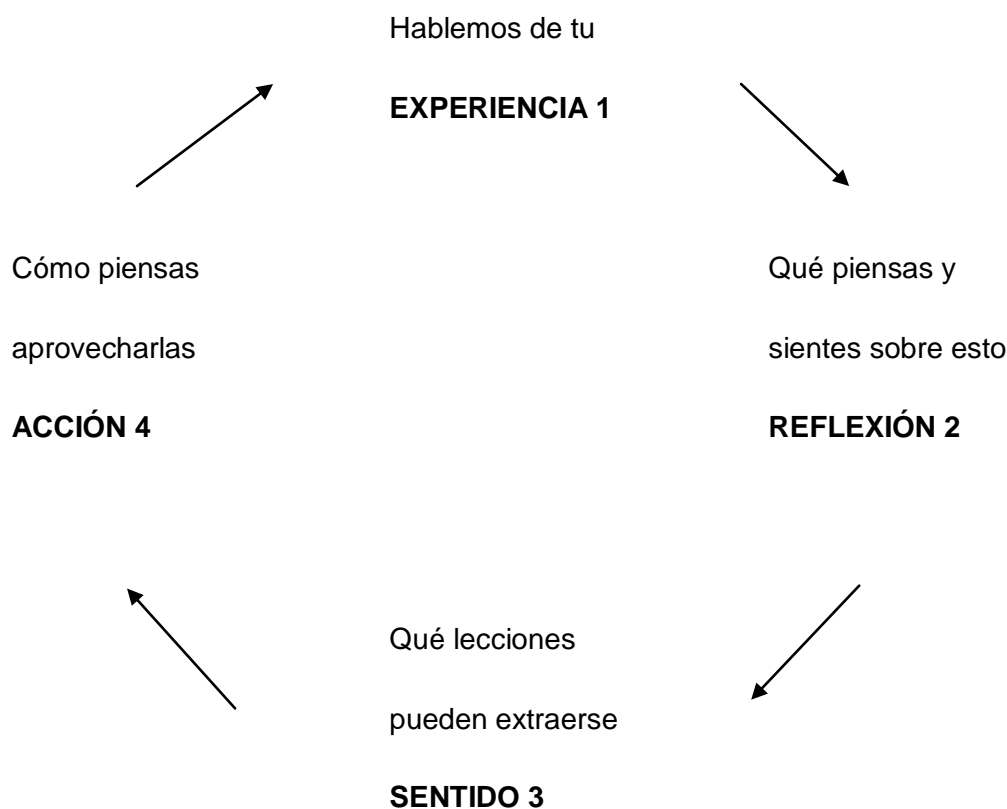 Hablemos de tu
EXPERIENCIA 1
Qué piensas y
sientes sobre esto
REFLEXIÓN 2
Qué lecciones
pueden extraerse
SENTIDO 3
Cómo piensas
aprovecharlas
ACCIÓN 4